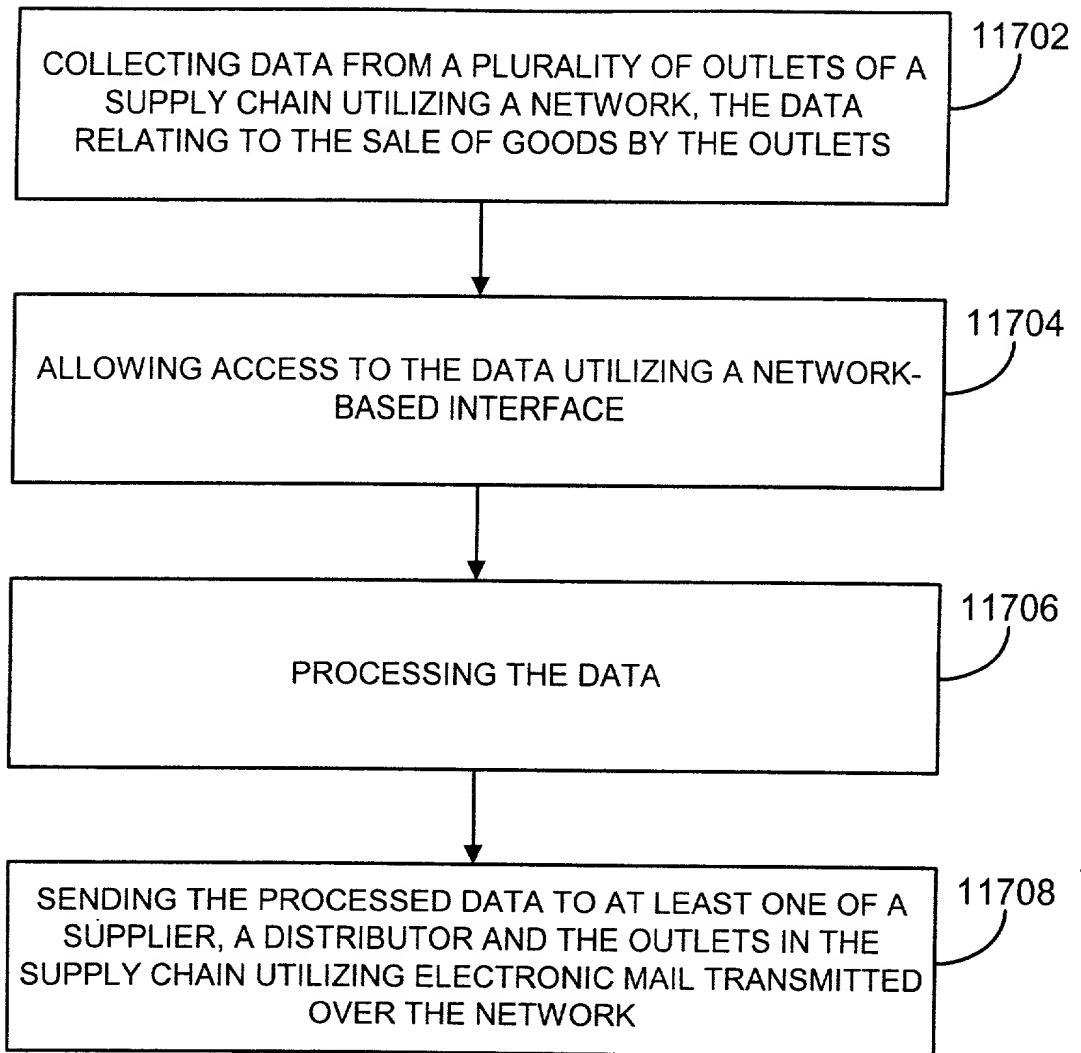 11702
COLLECTING DATA FROM A PLURALITY OF OUTLETS OF A
SUPPLY CHAIN UTILIZING A NETWORK, THE DATA
RELATING TO THE SALE OF GOODS BY THE OUTLETS
11704
ALLOWING ACCESS TO THE DATA UTILIZING A NETWORK-
BASED INTERFACE
11706
PROCESSING THE DATA
11708
SENDING THE PROCESSED DATA TO AT LEAST ONE OF A
SUPPLIER, A DISTRIBUTOR AND THE OUTLETS IN THE
SUPPLY CHAIN UTILIZING ELECTRONIC MAIL TRANSMITTED
OVER THE NETWORK